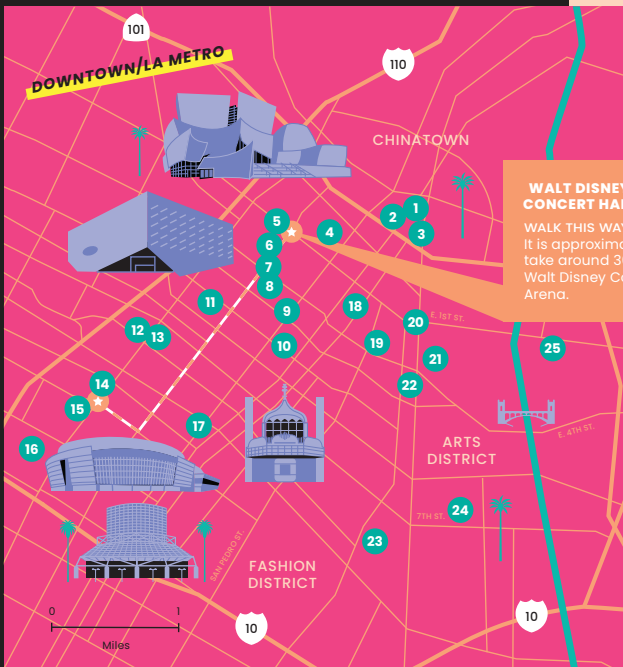 101
DOWNTOWN/LA METRO
110
CHINATOWN
WALT DISNEY
CONCERT HA
WALK THIS WAY
It is approxima
take around 3
Walt Disney Co
Arena.
1
2
3
4
5
6
7
8
9
10
11
12
13
14
15
16
17
18
19
20
E. 1ST ST.
21
22
25
E. 4TH ST.
ARTS
DISTRICT
7TH ST.
24
23
SAN PEDRO ST.
FASHION
DISTRICT
0 1
Miles
10
10